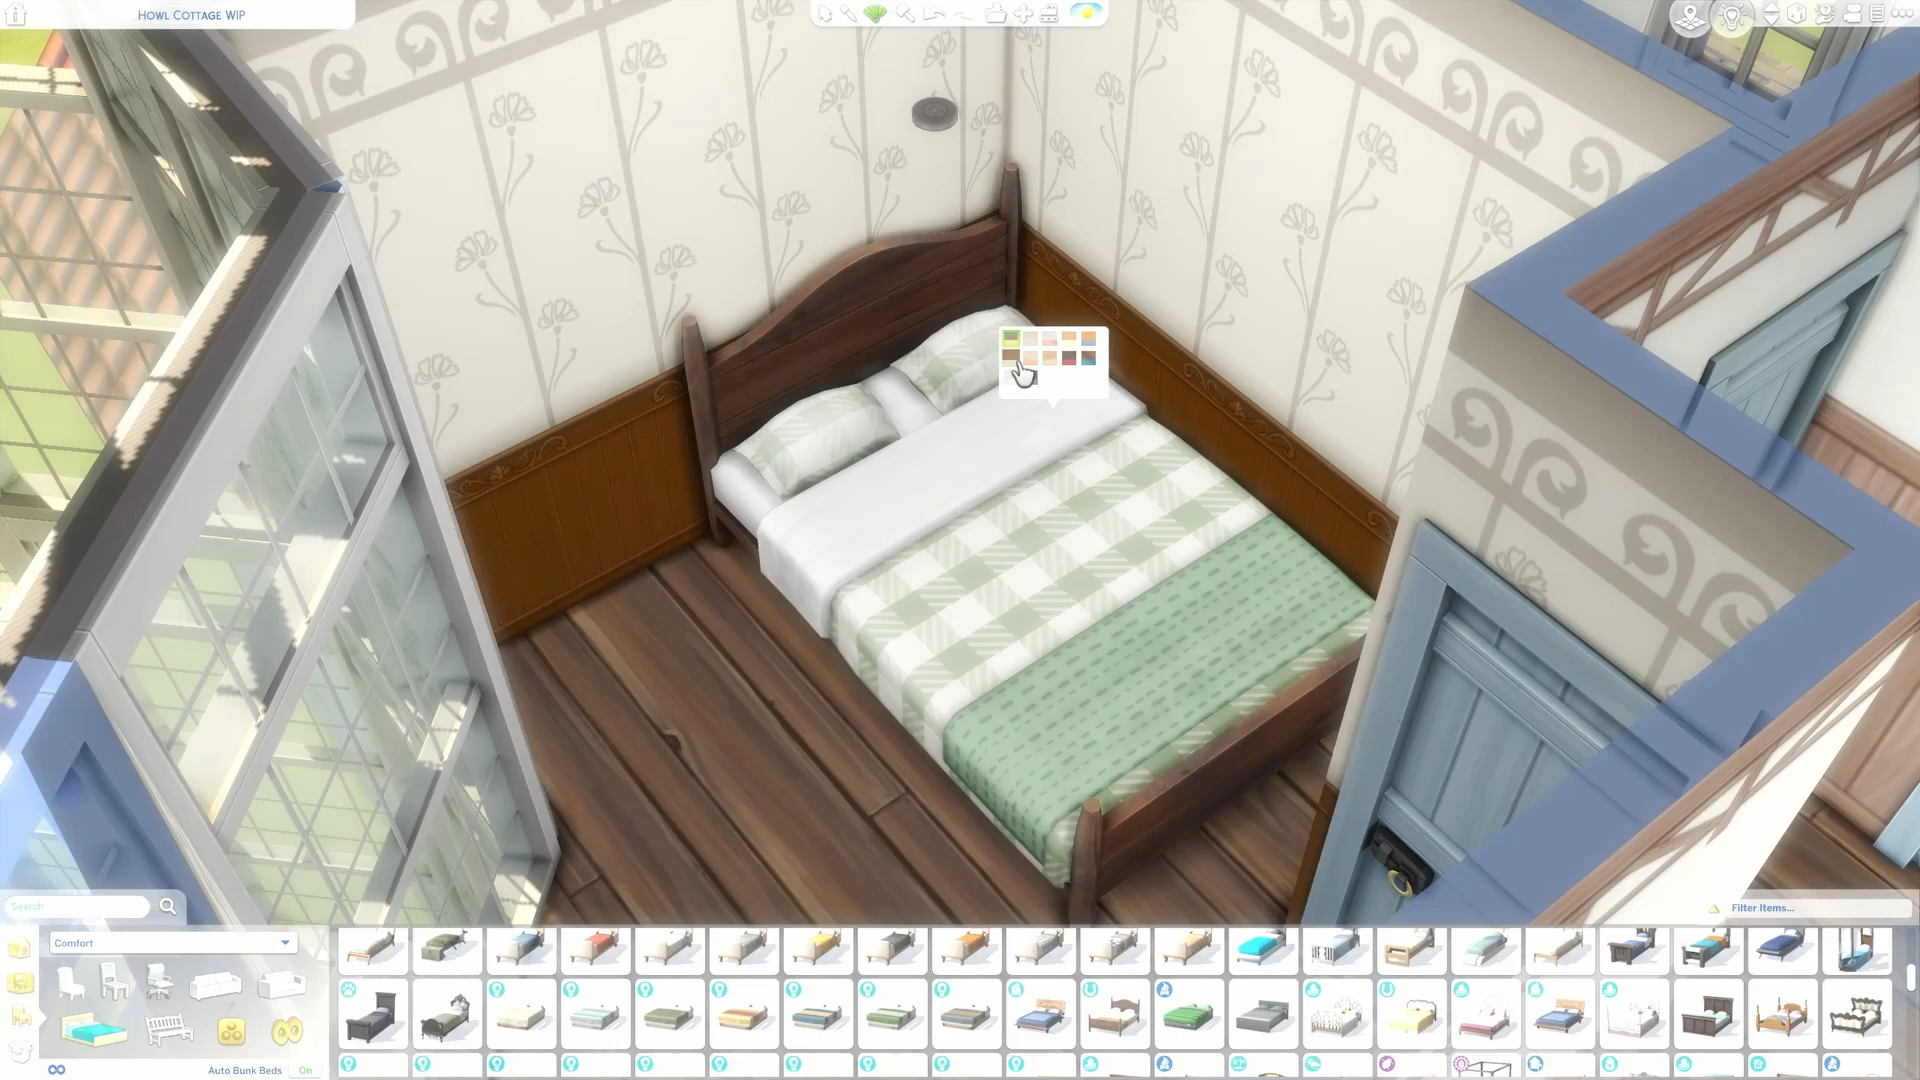 HOWL COTTAGE WIP
Search
Filter Items...
Comfort
Auto Bunk Beds On